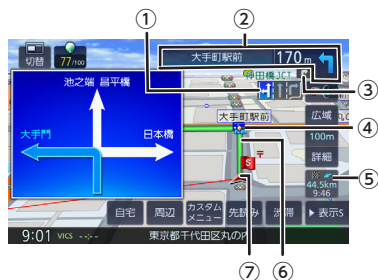 ① ②
切替
77/100
大手町駅前 170m
神田橋JCT
③
池之端 昌平橋
大手町駅前
広域
④
大手門
日本橋
100m
詳細
S
44.5km
⑤
9:46
自宅 周辺 カスタムメニュー 先読み 渋滞 ▶表示S
9:01 VICS --:-- 東京都千代田区丸の内
⑦ ⑥